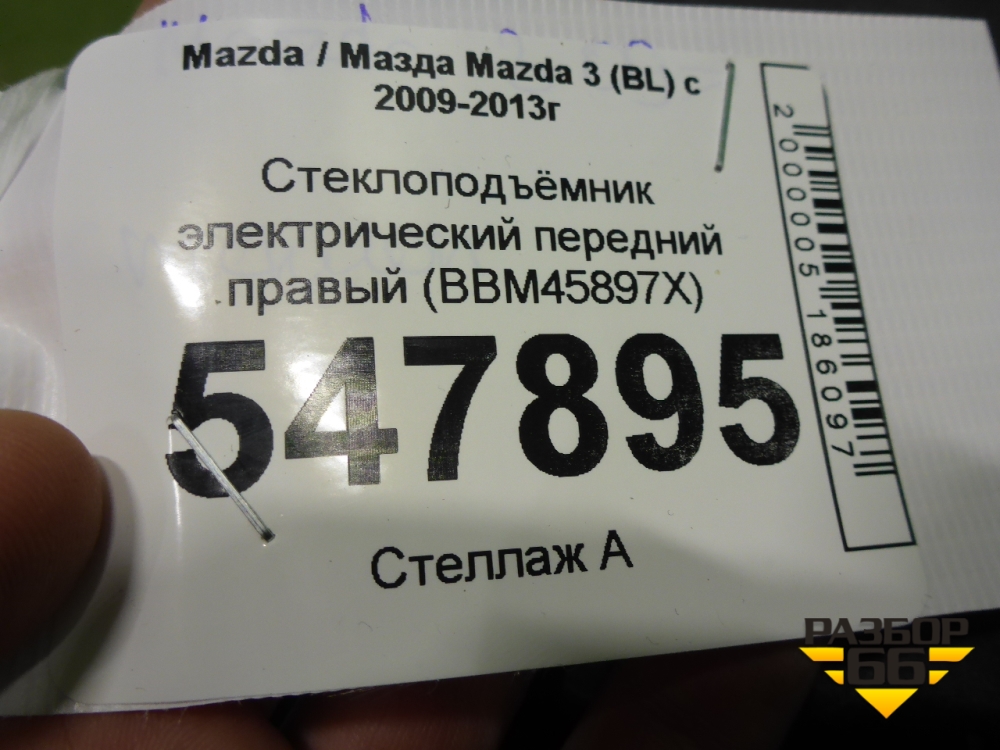 Mazda / Мазда Mazda 3 (BL) с
2009-2013г
Стеклоподъёмник
электрический передний
правый (BBM45897X)
547895
Стеллаж А
2000005186097
РАЗБОР
66